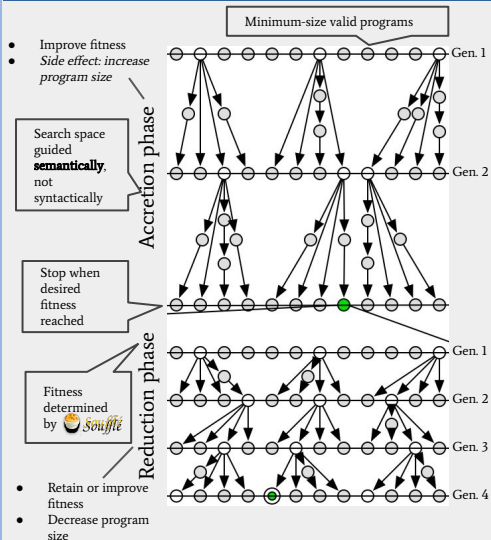 Minimum-size valid programs
● Improve fitness
● Side effect: increase
program size
Gen. 1
Accretion phase
Search space
guided
semantically,
not
syntactically
Gen. 2
Stop when
desired
fitness
reached
Reduction phase
Gen. 1
Fitness
determined
by Soufflé
Gen. 2
Gen. 3
● Retain or improve
fitness
● Decrease program
size
Gen. 4